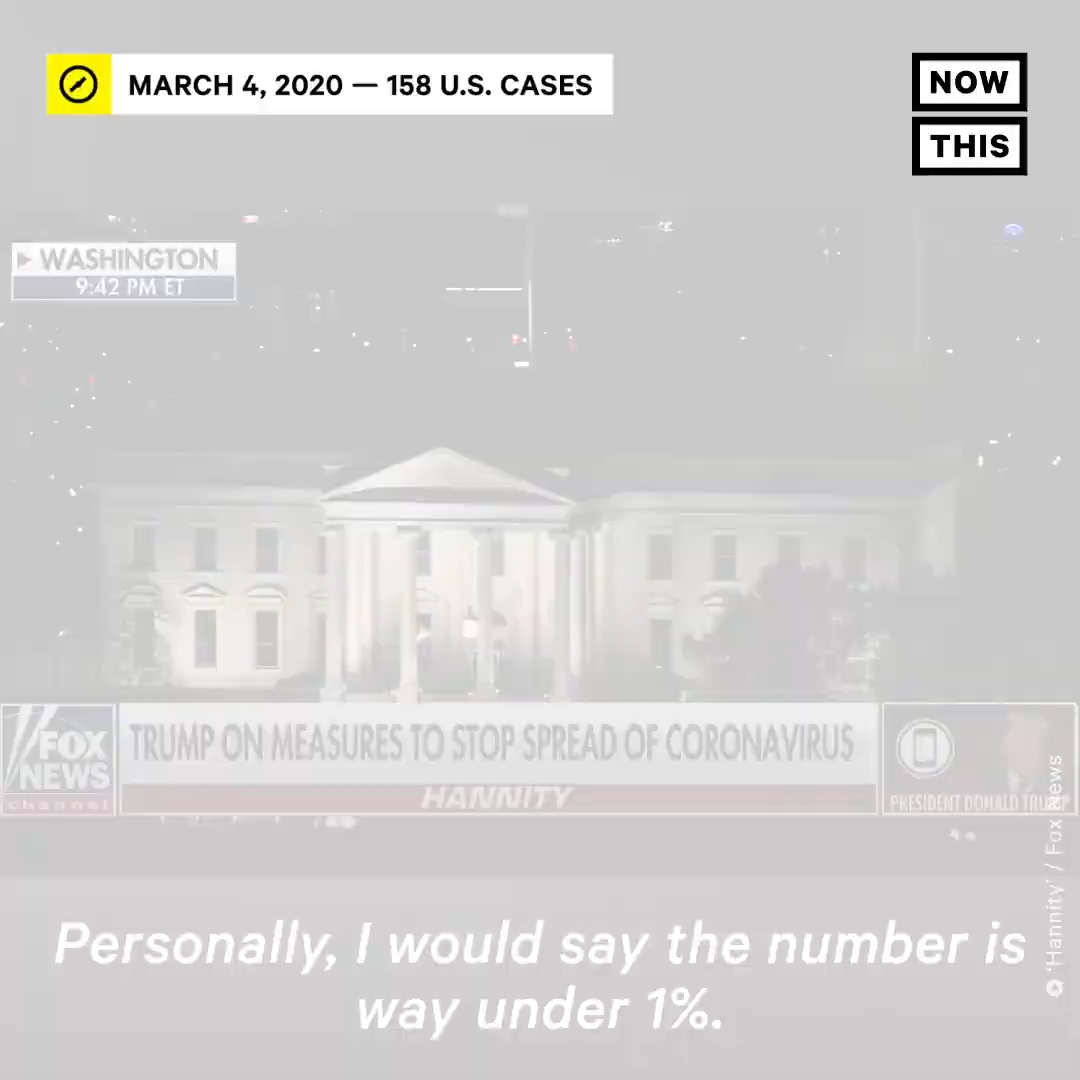 MARCH 4, 2020 — 158 U.S. CASES
NOW
THIS
WASHINGTON
9:42 PM ET
FOX
NEWS
channel
TRUMP ON MEASURES TO STOP SPREAD OF CORONAVIRUS
HANNITY
PRESIDENT DONALD TRUMP
© 'Hannity' / Fox News
Personally, I would say the number is
way under 1%.